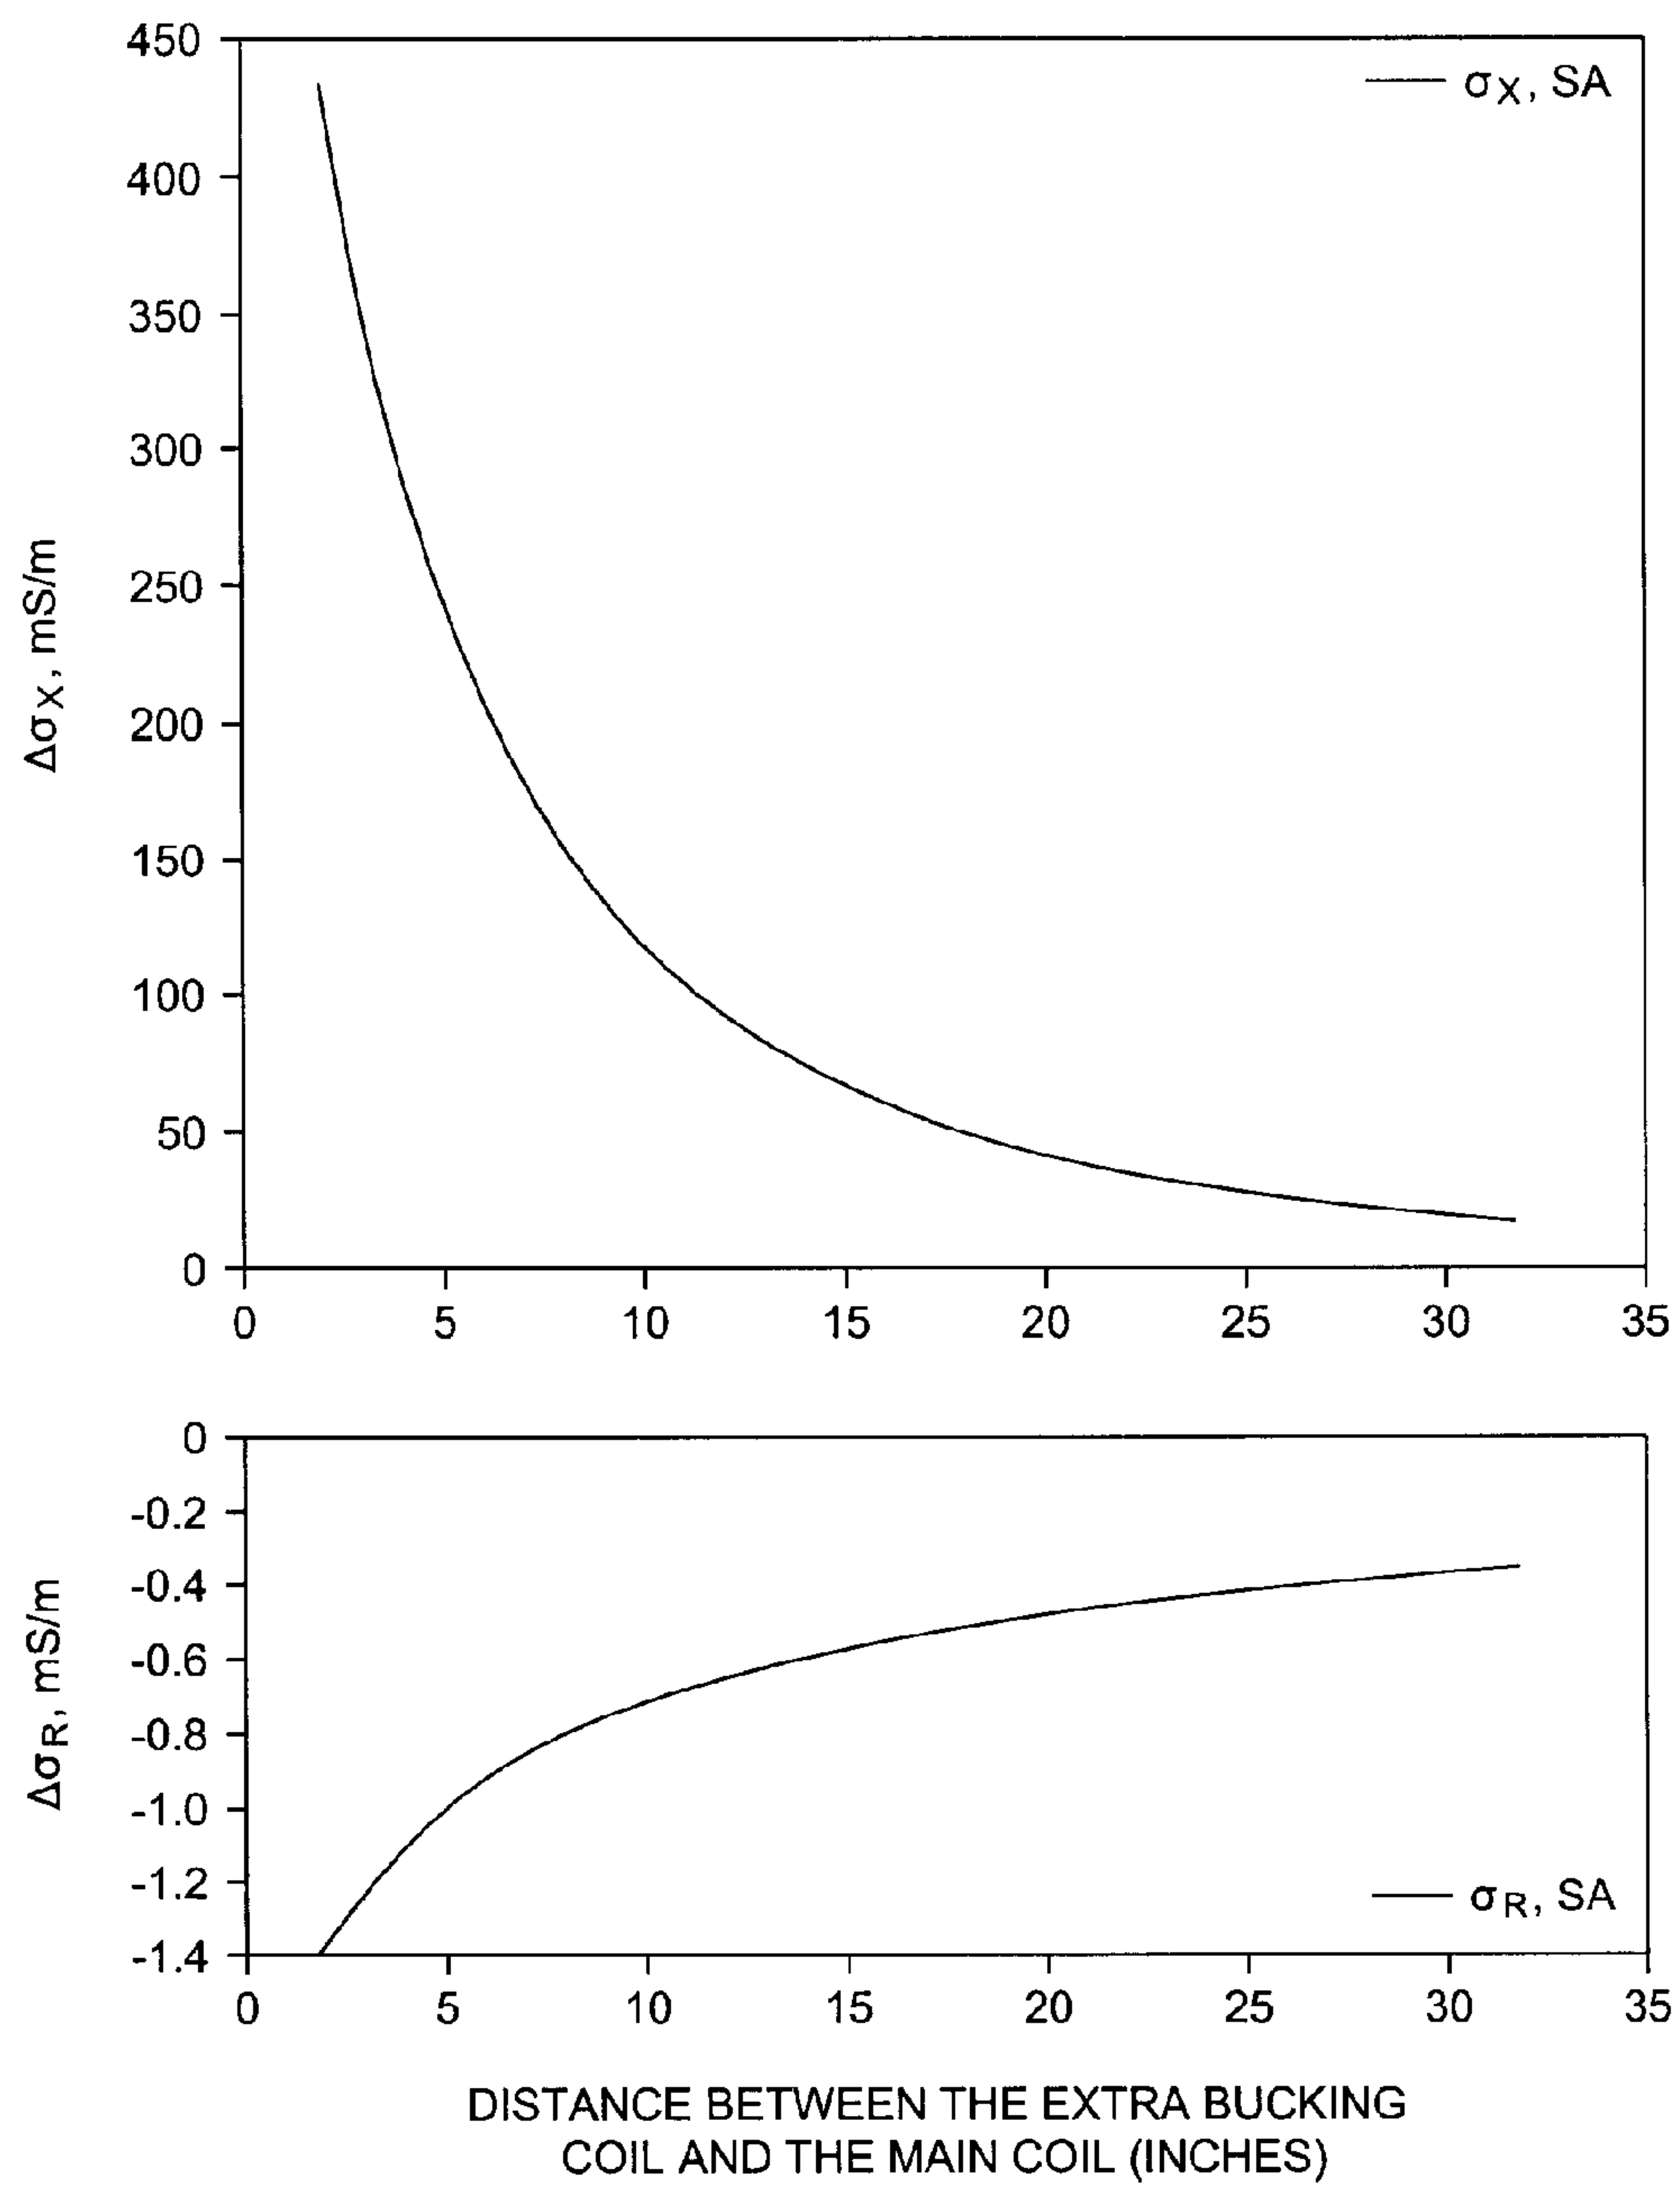 450
σX, SA
400
350
300
250
200
150
100
50
0
ΔσX, mS/m
0 5 10 15 20 25 30 35
0
-0.2
-0.4
-0.6
-0.8
-1.0
-1.2
-1.4
ΔσR, mS/m
σR, SA
0 5 10 15 20 25 30 35
DISTANCE BETWEEN THE EXTRA BUCKING
COIL AND THE MAIN COIL (INCHES)